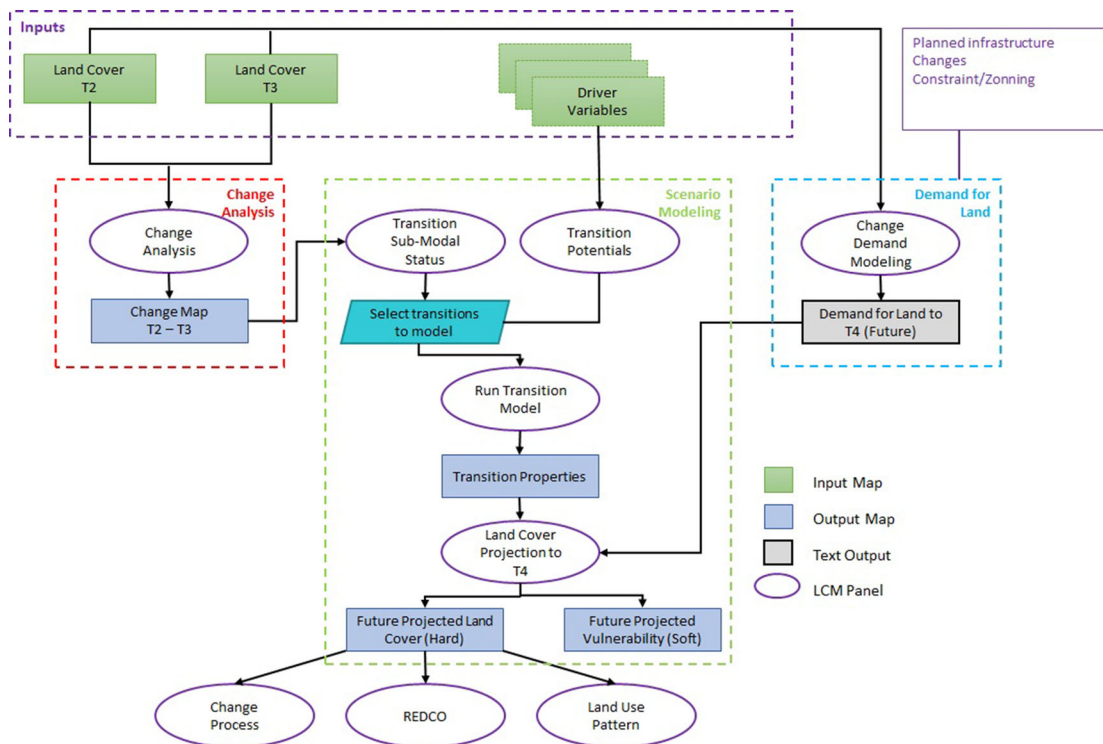 Inputs
Land Cover
T2
Land Cover
T3
Driver
Variables
Planned infrastructure
Changes
Constraint/Zonning
Change
Analysis
Change
Analysis
Change Map
T2 – T3
Scenario
Modeling
Transition
Sub-Modal
Status
Transition
Potentials
Select transitions
to model
Run Transition
Model
Transition Properties
Land Cover
Projection to
T4
Future Projected Land
Cover (Hard)
Future Projected
Vulnerability (Soft)
Demand for
Land
Change
Demand
Modeling
Demand for Land to
T4 (Future)
Input Map
Output Map
Text Output
LCM Panel
Change
Process
REDCO
Land Use
Pattern